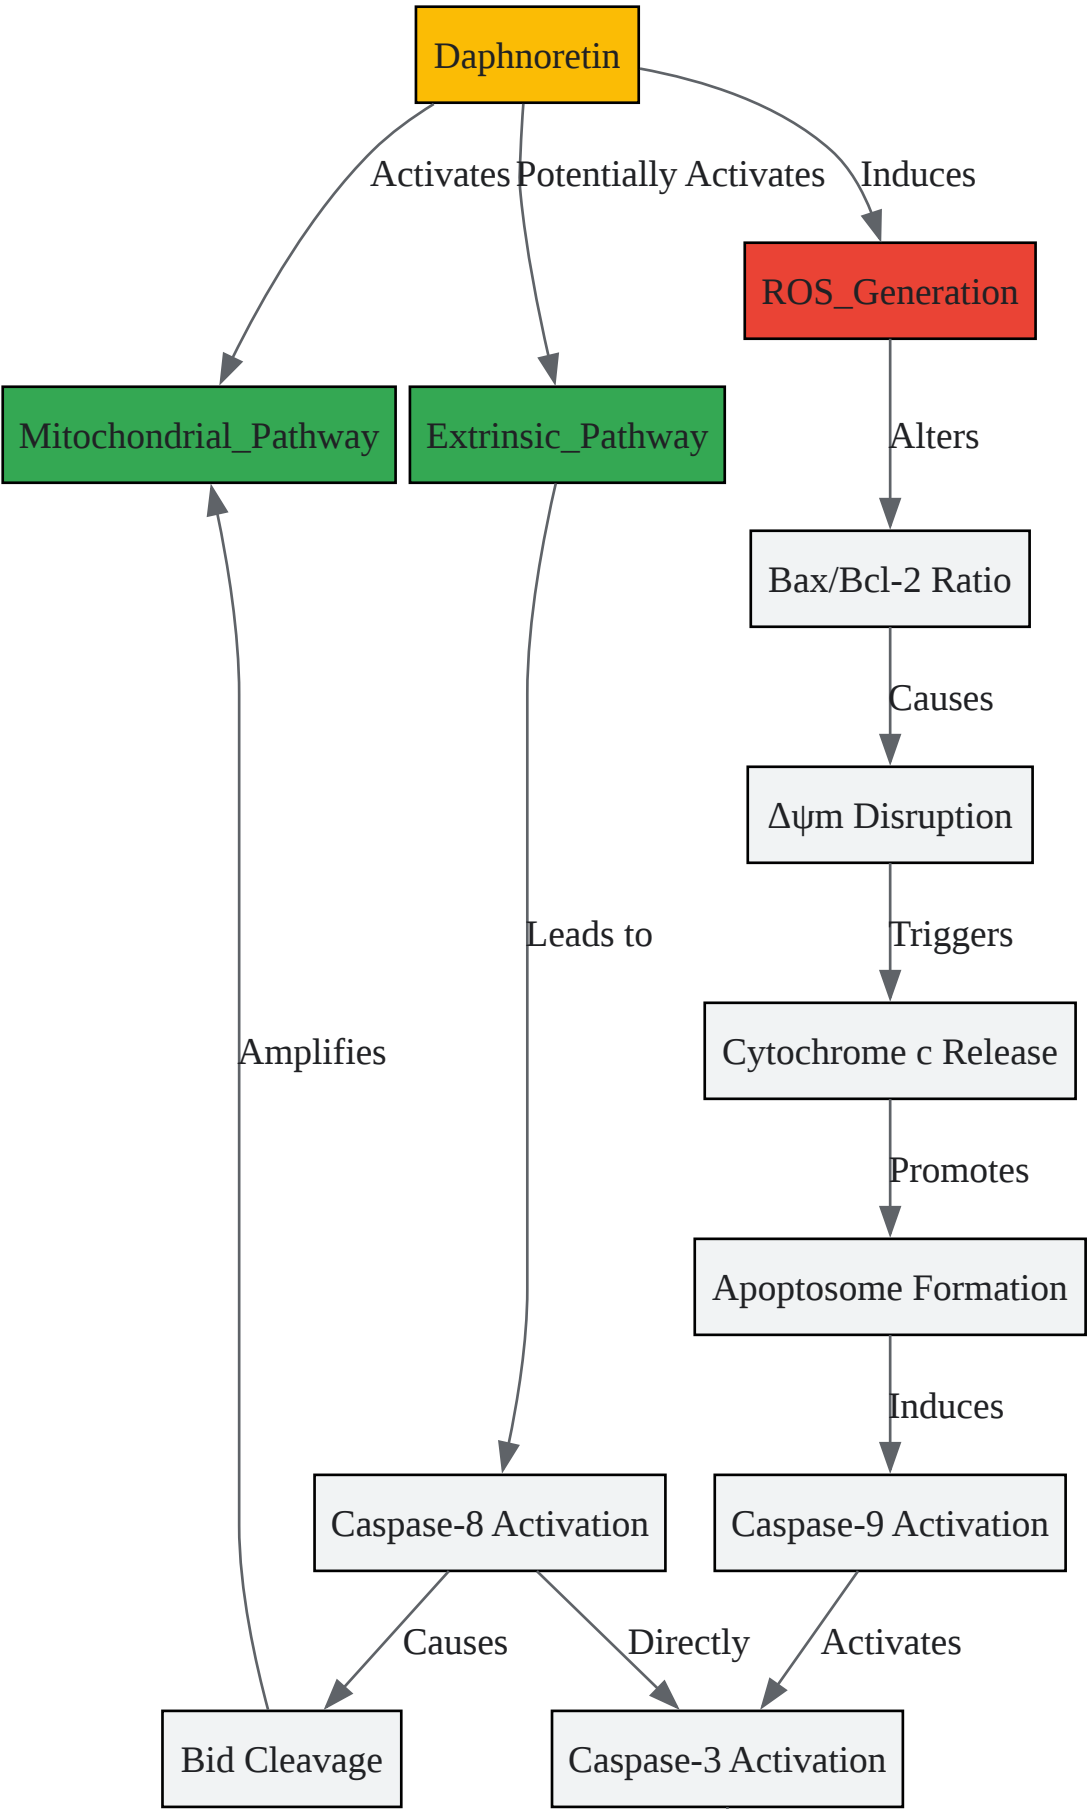 Daphnoretin
Activates
Potentially Activates
Induces
ROS_Generation
Mitochondrial_Pathway
Extrinsic_Pathway
Alters
Bax/Bcl-2 Ratio
Causes
Δψm Disruption
Leads to
Triggers
Amplifies
Cytochrome c Release
Promotes
Apoptosome Formation
Induces
Caspase-8 Activation
Caspase-9 Activation
Causes
Directly
Activates
Bid Cleavage
Caspase-3 Activation